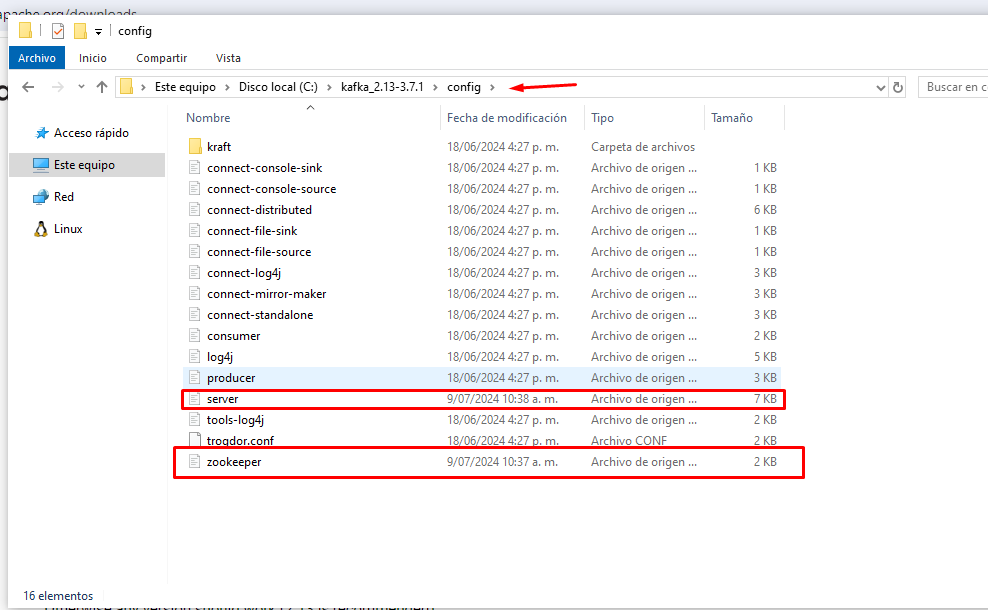 apache.org/downloads
config
Archivo Inicio Compartir Vista
Este equipo Disco local (C:) kafka_2.13-3.7.1 config Buscar en c
Nombre Fecha de modificación Tipo Tamaño
Acceso rápido
Este equipo
Red
Linux
kraft 18/06/2024 4:27 p. m. Carpeta de archivos
connect-console-sink 18/06/2024 4:27 p. m. Archivo de origen ... 1 KB
connect-console-source 18/06/2024 4:27 p. m. Archivo de origen ... 1 KB
connect-distributed 18/06/2024 4:27 p. m. Archivo de origen ... 6 KB
connect-file-sink 18/06/2024 4:27 p. m. Archivo de origen ... 1 KB
connect-file-source 18/06/2024 4:27 p. m. Archivo de origen ... 1 KB
connect-log4j 18/06/2024 4:27 p. m. Archivo de origen ... 3 KB
connect-mirror-maker 18/06/2024 4:27 p. m. Archivo de origen ... 3 KB
connect-standalone 18/06/2024 4:27 p. m. Archivo de origen ... 3 KB
consumer 18/06/2024 4:27 p. m. Archivo de origen ... 2 KB
log4j 18/06/2024 4:27 p. m. Archivo de origen ... 5 KB
producer 18/06/2024 4:27 p. m. Archivo de origen ... 3 KB
server 9/07/2024 10:38 a. m. Archivo de origen ... 7 KB
tools-log4j 18/06/2024 4:27 p. m. Archivo de origen ... 2 KB
trogdor.conf 18/06/2024 4:27 p. m. Archivo CONF 2 KB
zookeeper 9/07/2024 10:37 a. m. Archivo de origen ... 2 KB
16 elementos